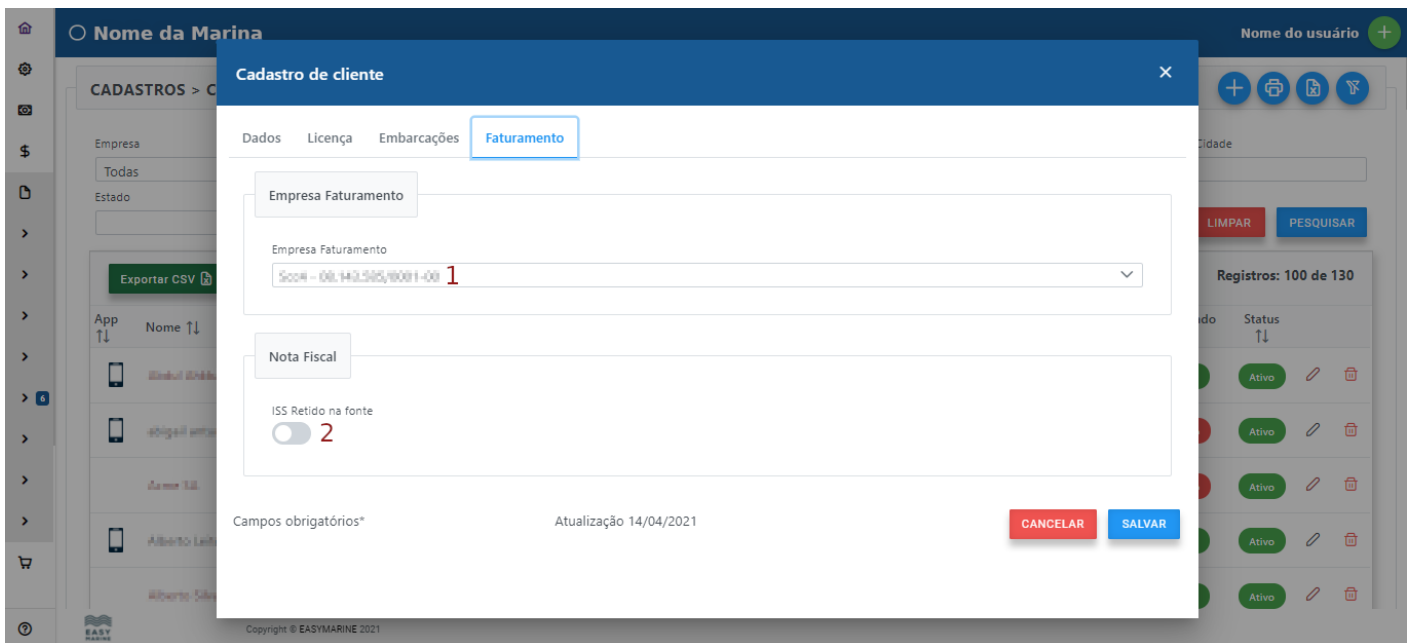 Nome da Marina
Nome do usuário
Cadastro de cliente
CADASTROS > C
Dados Licença Embarcações Faturamento
Empresa
Cidade
Todas
Estado
Empresa Faturamento
LIMPAR PESQUISAR
Empresa Faturamento
1
Exportar CSV
Registros: 100 de 130
App
Nome
Status
Nota Fiscal
Ativo
ISS Retido na fonte
2
6
Ativo
Ativo
Campos obrigatórios*
Atualização 14/04/2021
CANCELAR SALVAR
Ativo
Ativo
EASY
MARINE
Copyright © EASYMARINE 2021